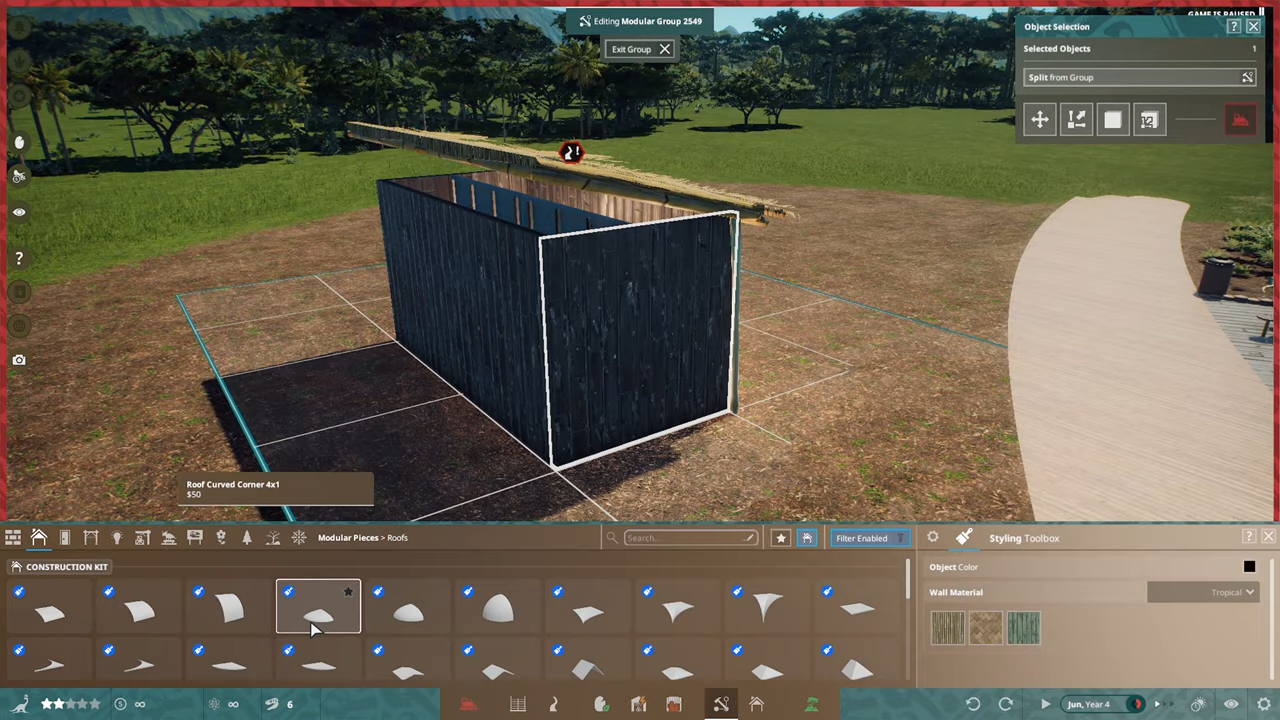 GAME IS PAUSED
Editing Modular Group 2549
Exit Group
Object Selection
?
Selected Objects 1
Split from Group
12
?
Roof Curved Corner 4x1
$50
Modular Pieces > Roofs
Search...
Filter Enabled
Styling Toolbox
?
CONSTRUCTION KIT
Object Color
Wall Material Tropical
$ ∞
∞
6
Jun, Year 4